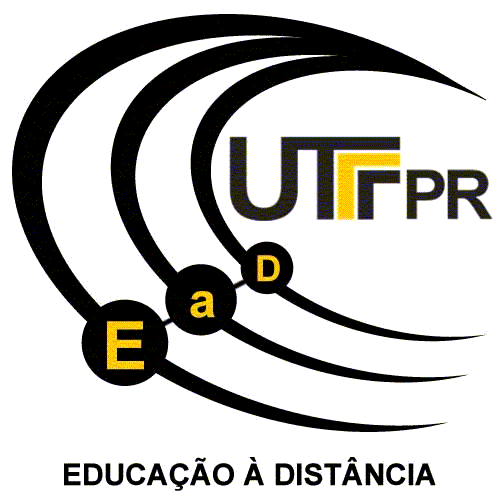 UTFPR
E a D
EDUCAÇÃO À DISTÂNCIA